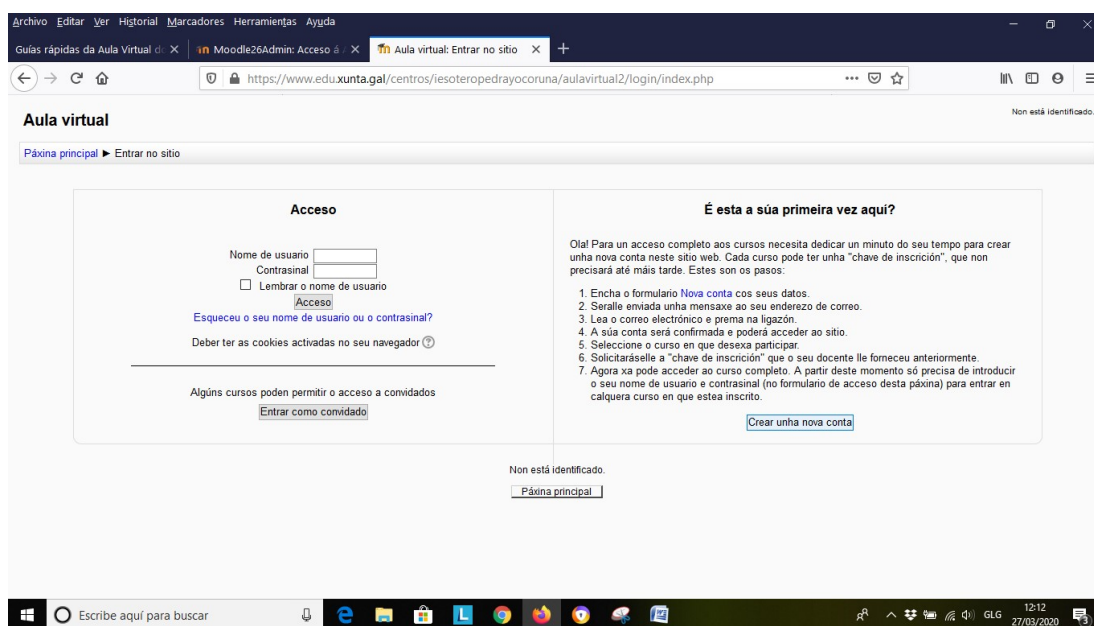 Archivo Editar Ver Historial Marcadores Herramientas Ayuda
Guías rápidas da Aula Virtual do
Moodle26Admin: Acceso á
Aula virtual: Entrar no sitio
https://www.edu.xunta.gal/centros/iesoteropedrayocoruna/aulavirtual2/login/index.php
Aula virtual
Non está identificado.
Páxina principal ► Entrar no sitio
Acceso
Nome de usuario
Contrasinal
Lembrar o nome de usuario
Acceso
Esqueceu o seu nome de usuario ou o contrasinal?
Deber ter as cookies activadas no seu navegador
Algúns cursos poden permitir o acceso a convidados
Entrar como convidado
É esta a súa primeira vez aquí?
Ola! Para un acceso completo aos cursos necesita dedicar un minuto do seu tempo para crear
unha nova conta neste sitio web. Cada curso pode ter unha "chave de inscrición", que non
precisará até máis tarde. Estes son os pasos:
1. Encha o formulario Nova conta cos seus datos.
2. Seralle enviada unha mensaxe ao seu enderezo de correo.
3. Lea o correo electrónico e prema na ligazón.
4. A súa conta será confirmada e poderá acceder ao sitio.
5. Seleccione o curso en que desexa participar.
6. Solicitaráselle a "chave de inscrición" que o seu docente lle forneceu anteriormente.
7. Agora xa pode acceder ao curso completo. A partir deste momento só precisa de introducir
o seu nome de usuario e contrasinal (no formulario de acceso desta páxina) para entrar en
calquera curso en que estea inscrito.
Crear unha nova conta
Non está identificado.
Páxina principal
Escribe aquí para buscar
GLG
12:12
27/03/2020